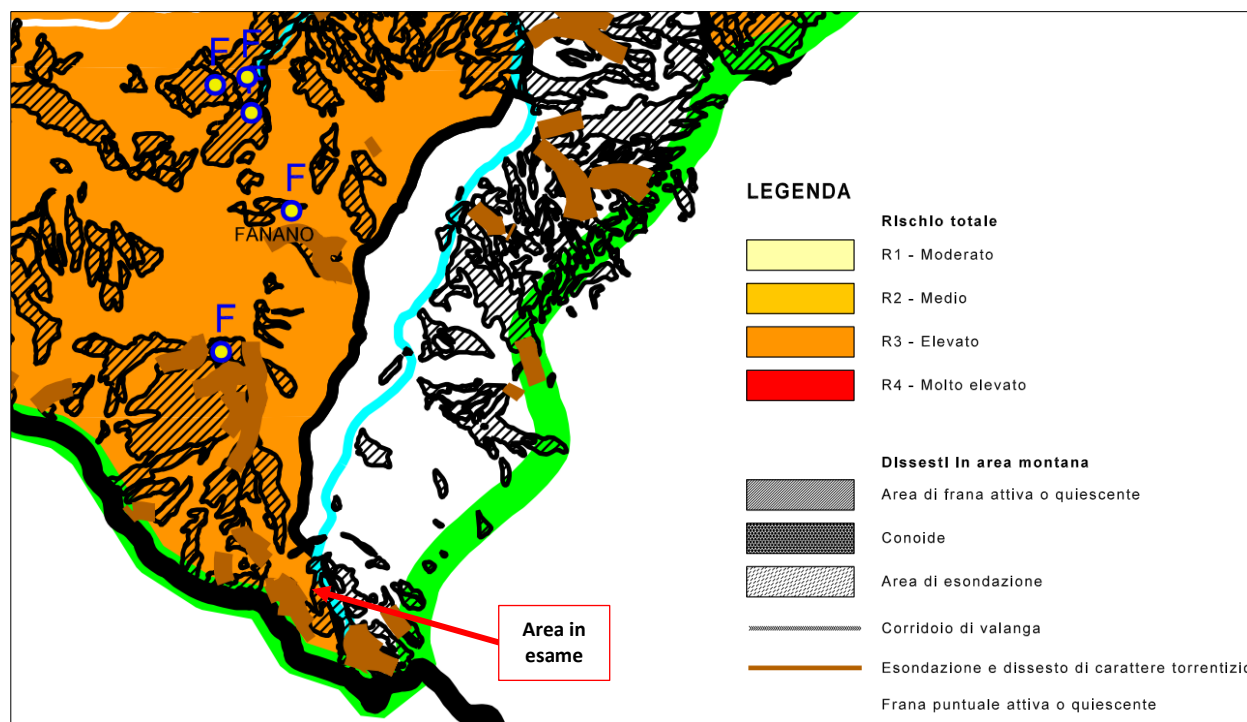 F
F
F
F
FANANO
F
Area in
esame
LEGENDA
Rischio totale
R1 - Moderato
R2 - Medio
R3 - Elevato
R4 - Molto elevato
Dissesti in area montana
Area di frana attiva o quiescente
Conoide
Area di esondazione
Corridoio di valanga
Esondazione e dissesto di carattere torrentizio
Frana puntuale attiva o quiescente